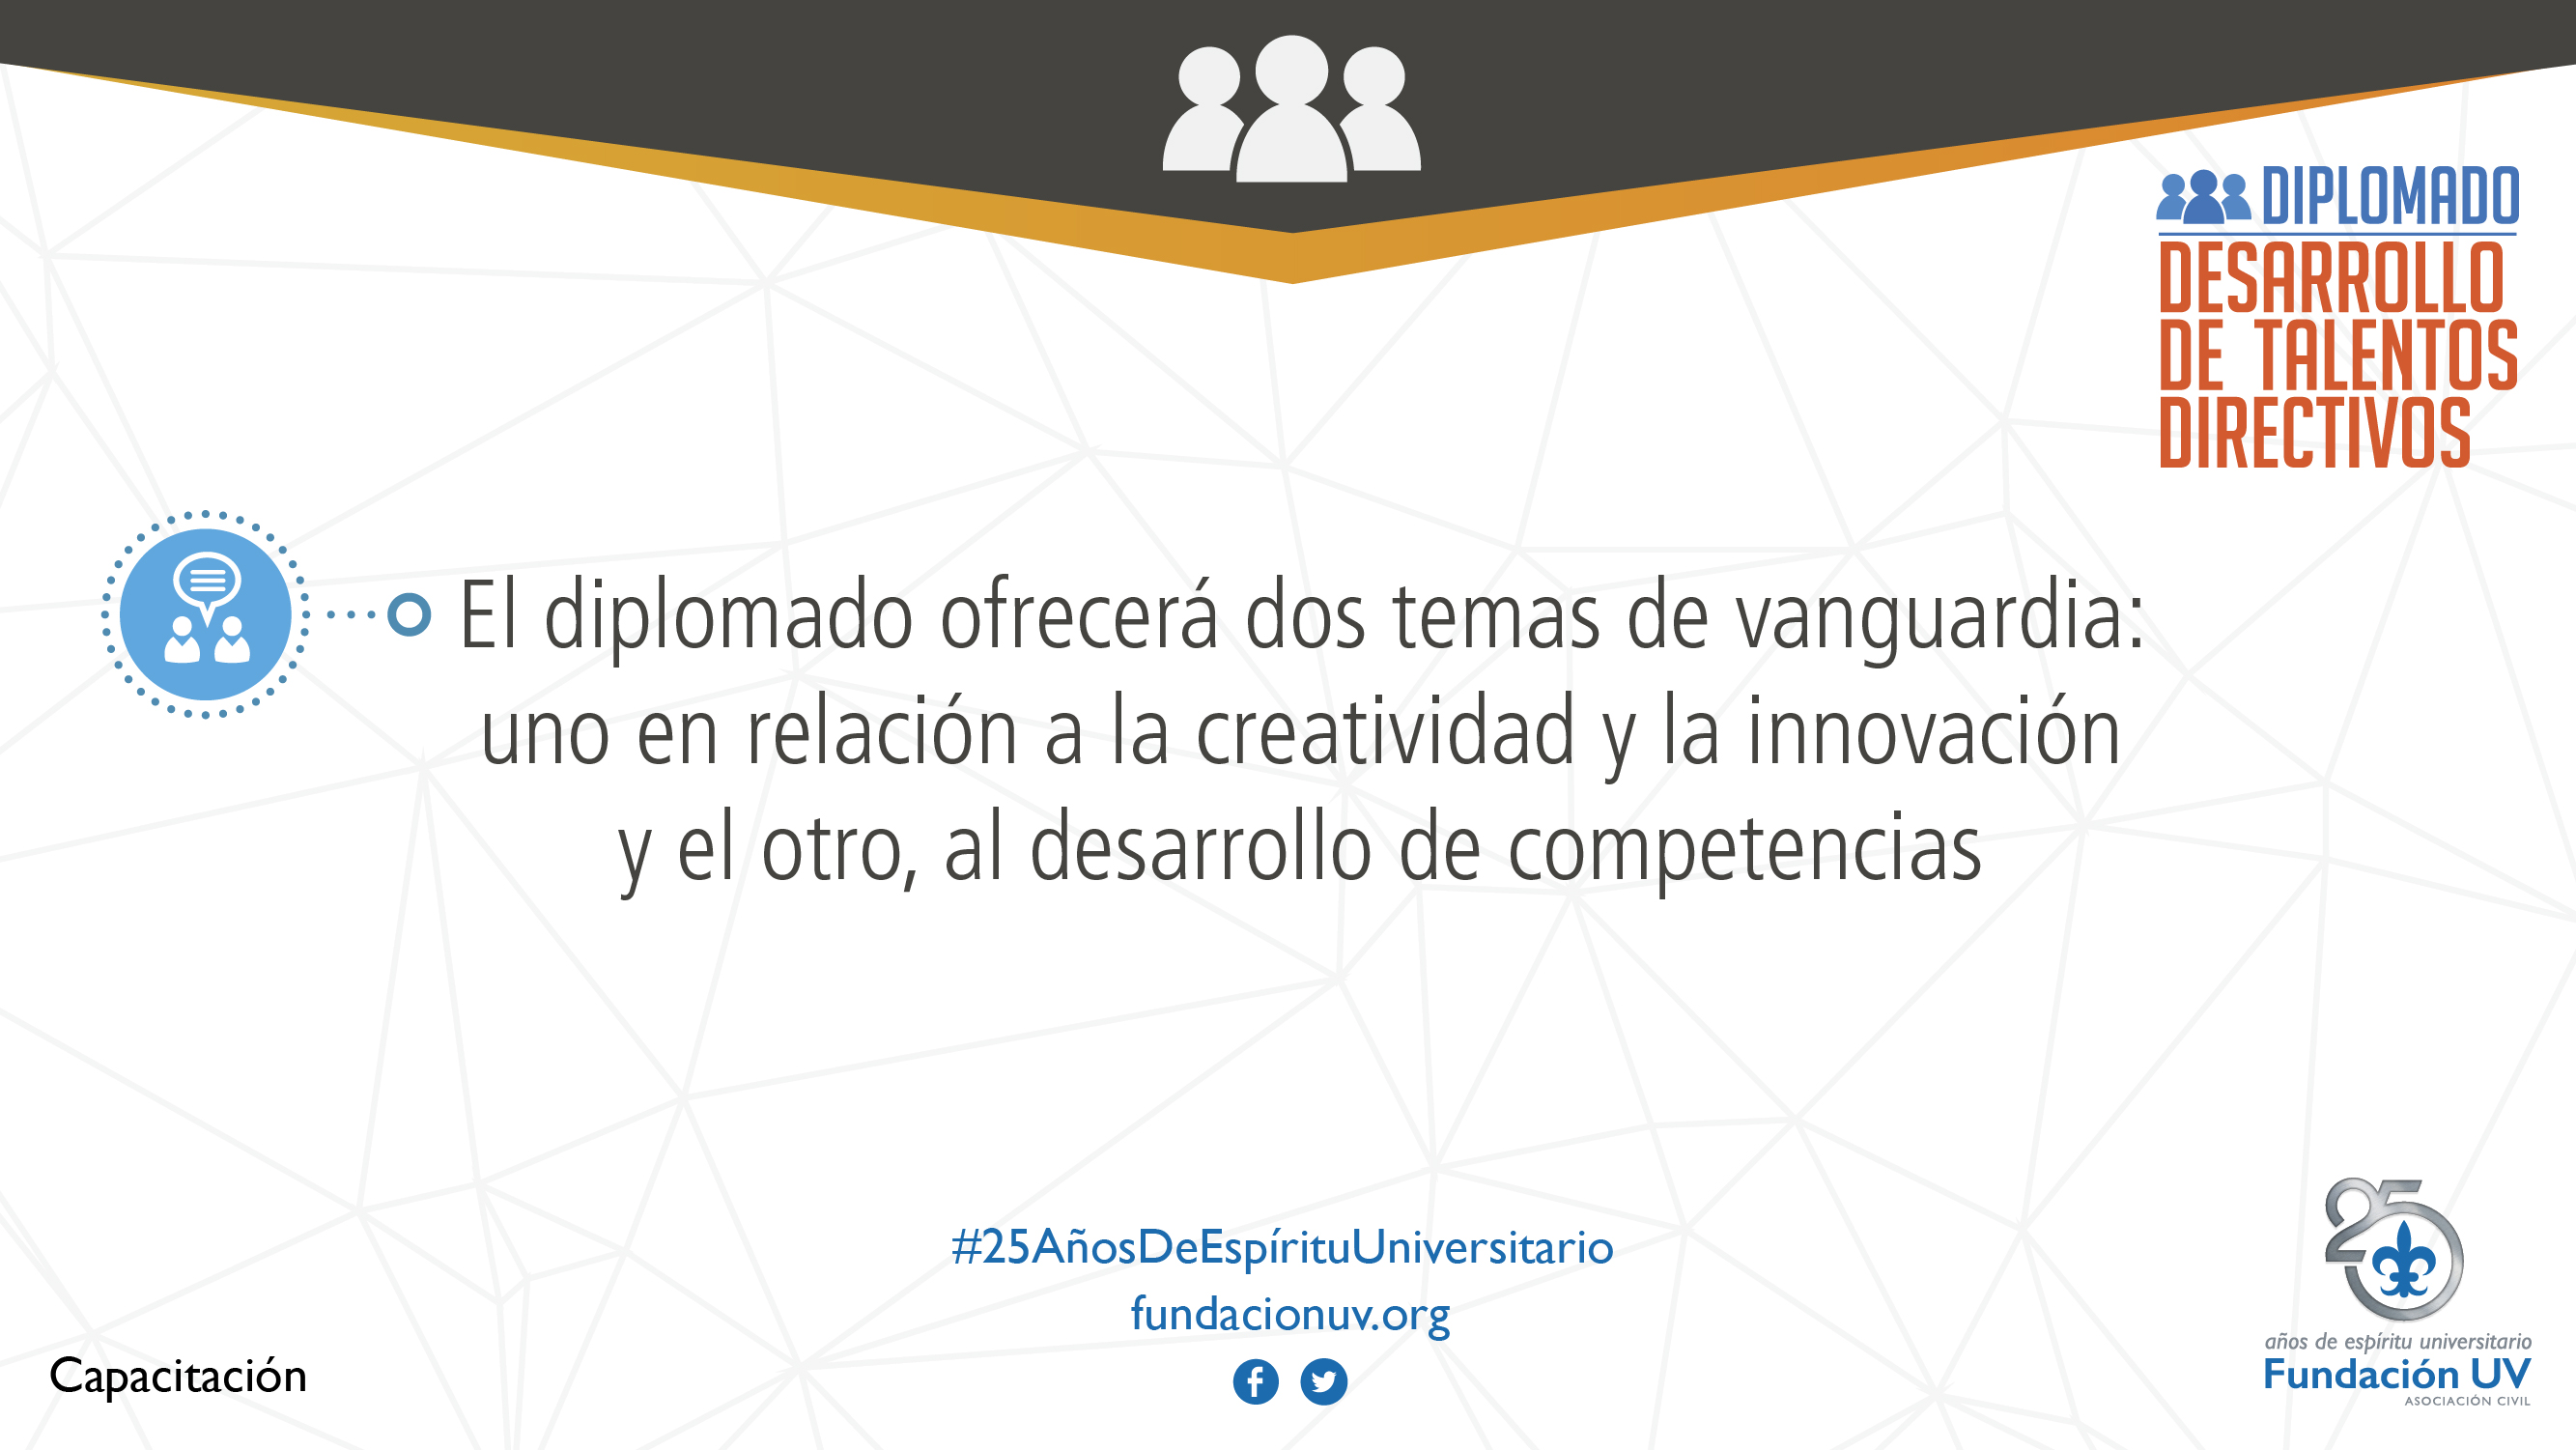 DIPLOMADO
DESARROLLO
DE TALENTOS
DIRECTIVOS
El diplomado ofrecerá dos temas de vanguardia:
uno en relación a la creatividad y la innovación
y el otro, al desarrollo de competencias
#25AñosDeEspírituUniversitario
fundacionuv.org
Capacitación
25
años de espíritu universitario
Fundación UV
ASOCIACIÓN CIVIL